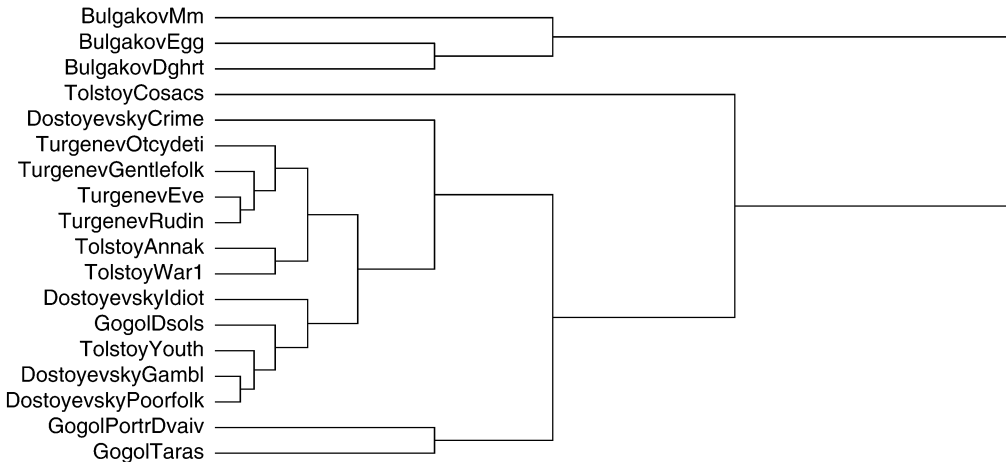 BulgakovMm
BulgakovEgg
BulgakovDghrt
TolstoyCosacs
DostoyevskyCrime
TurgenevOtcydeti
TurgenevGentlefolk
TurgenevEve
TurgenevRudin
TolstoyAnnak
TolstoyWar1
DostoyevskyIdiot
GogolDsols
TolstoyYouth
DostoyevskyGambl
DostoyevskyPoorfolk
GogolPortrDvaiv
GogolTaras